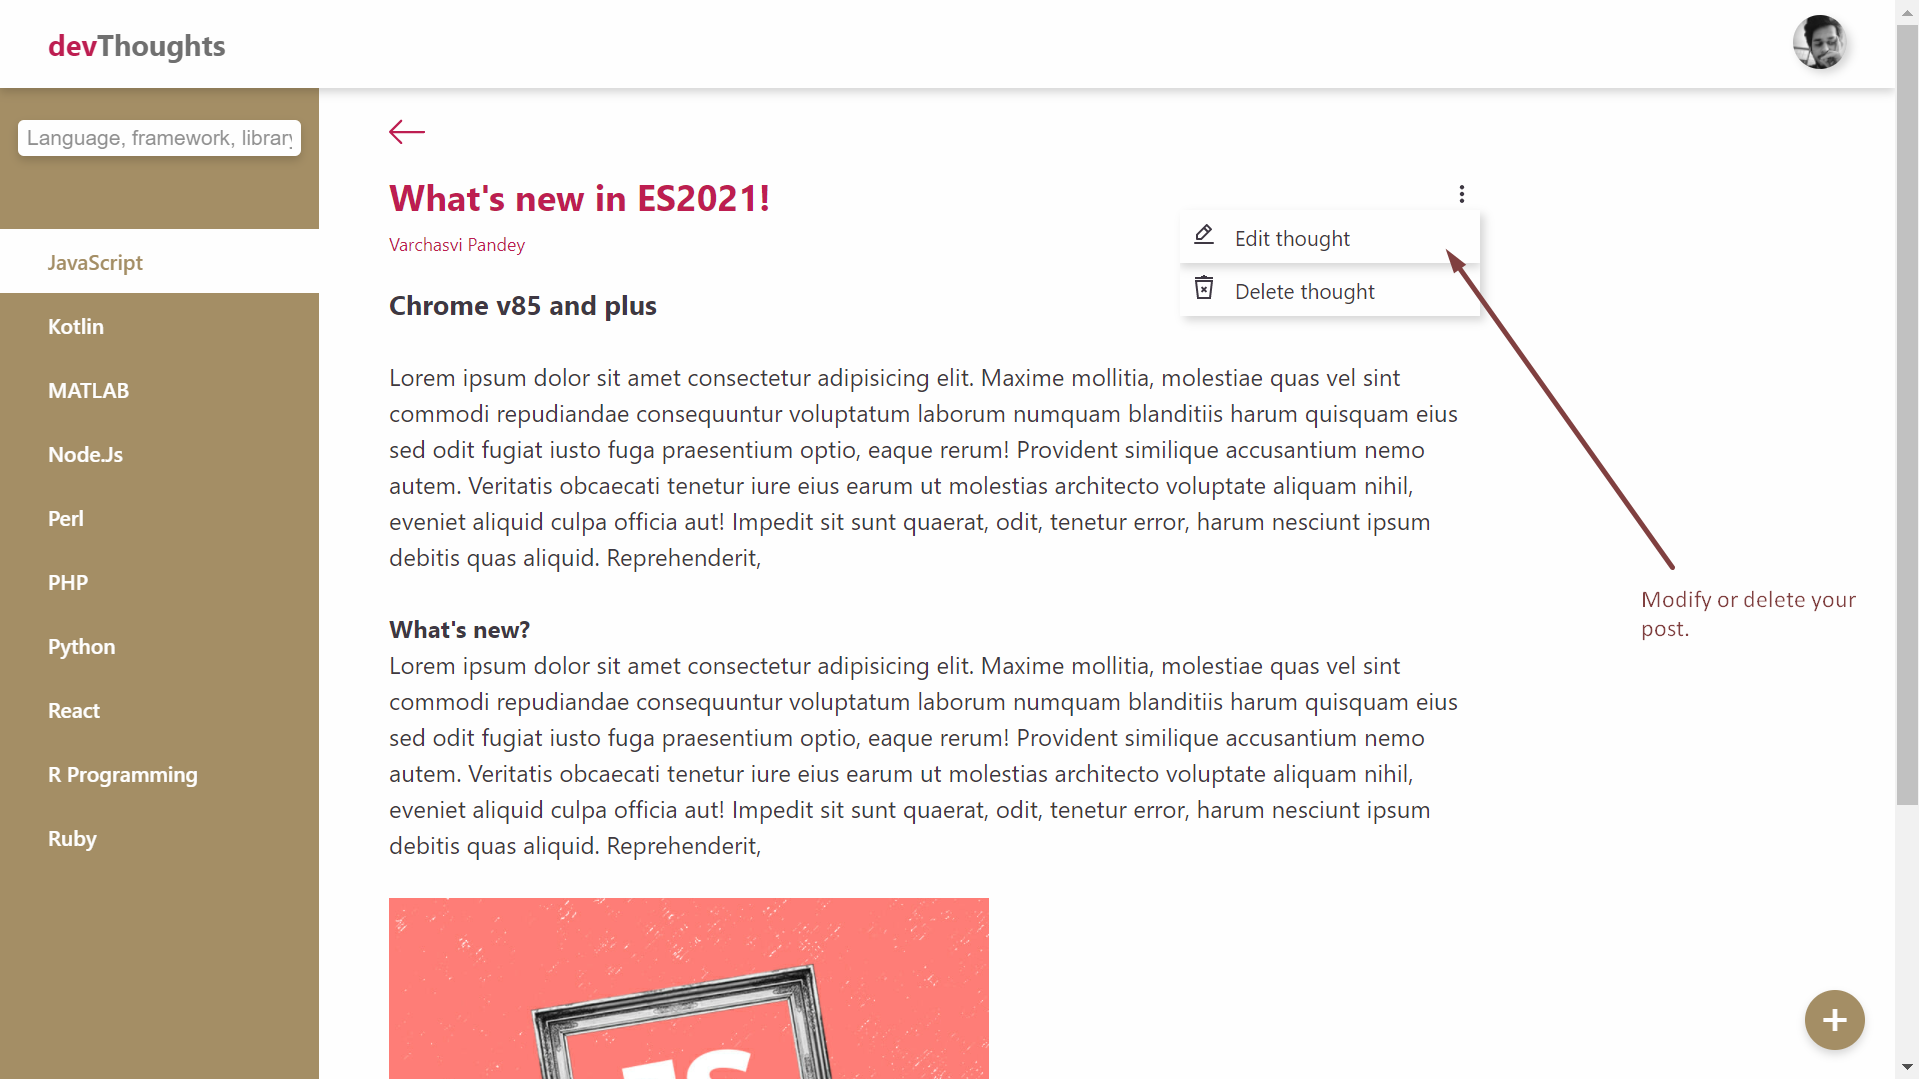 devThoughts
Language, framework, library
JavaScript
Kotlin
MATLAB
Node.Js
Perl
PHP
Python
React
R Programming
Ruby
What's new in ES2021!
Varchasvi Pandey
Edit thought
Delete thought
Chrome v85 and plus
Lorem ipsum dolor sit amet consectetur adipisicing elit. Maxime mollitia, molestiae quas vel sint
commodi repudiandae consequuntur voluptatum laborum numquam blanditiis harum quisquam eius
sed odit fugiat iusto fuga praesentium optio, eaque rerum! Provident similique accusantium nemo
autem. Veritatis obcaecati tenetur iure eius earum ut molestias architecto voluptate aliquam nihil,
eveniet aliquid culpa officia aut! Impedit sit sunt quaerat, odit, tenetur error, harum nesciunt ipsum
debitis quas aliquid. Reprehenderit,
What's new?
Lorem ipsum dolor sit amet consectetur adipisicing elit. Maxime mollitia, molestiae quas vel sint
commodi repudiandae consequuntur voluptatum laborum numquam blanditiis harum quisquam eius
sed odit fugiat iusto fuga praesentium optio, eaque rerum! Provident similique accusantium nemo
autem. Veritatis obcaecati tenetur iure eius earum ut molestias architecto voluptate aliquam nihil,
eveniet aliquid culpa officia aut! Impedit sit sunt quaerat, odit, tenetur error, harum nesciunt ipsum
debitis quas aliquid. Reprehenderit,
ES
Modify or delete your
post.